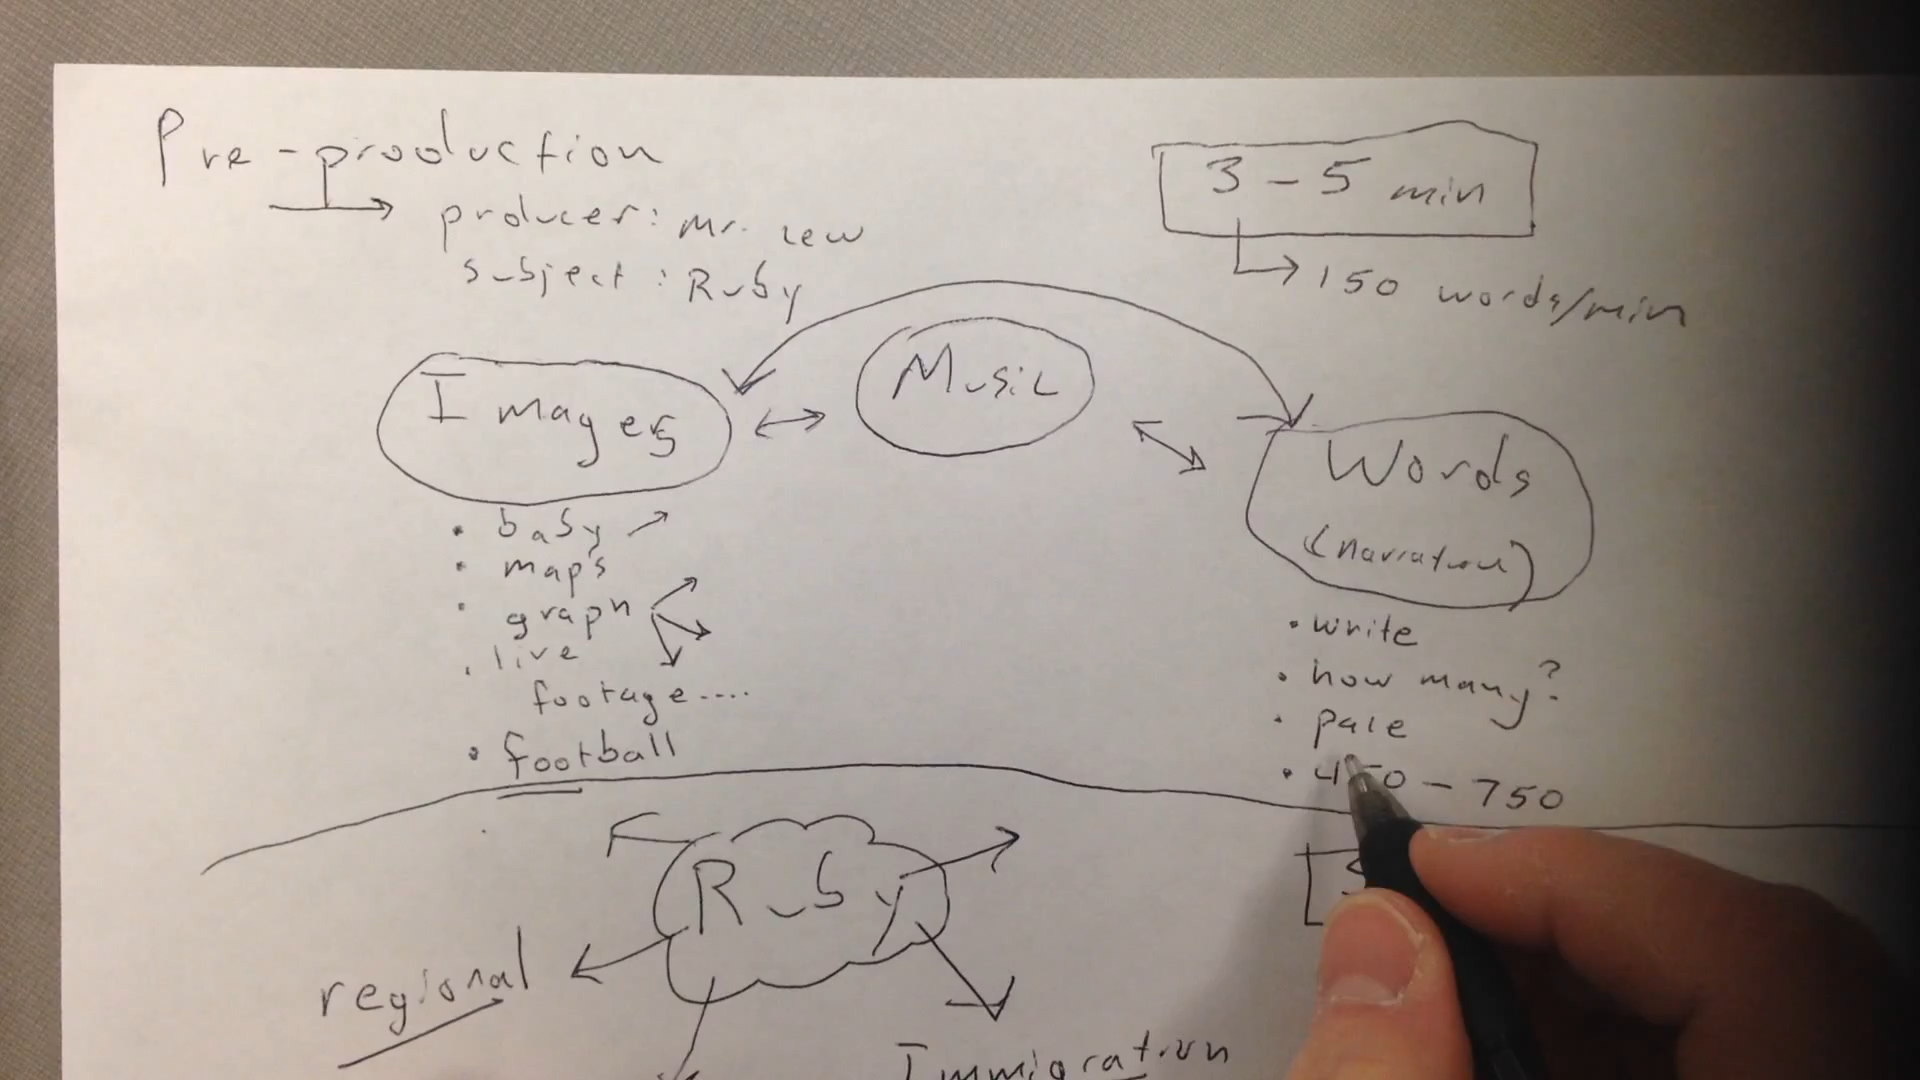 Pre-production
producer: Mr. Lew
subject: Ruby
3-5 min
150 words/min
Images
Music
Words
(narration)
• baby
• maps
• graph
• live
footage....
• football
• write
• how many?
• pace
• 450-750
Ruby
regional
Immigration